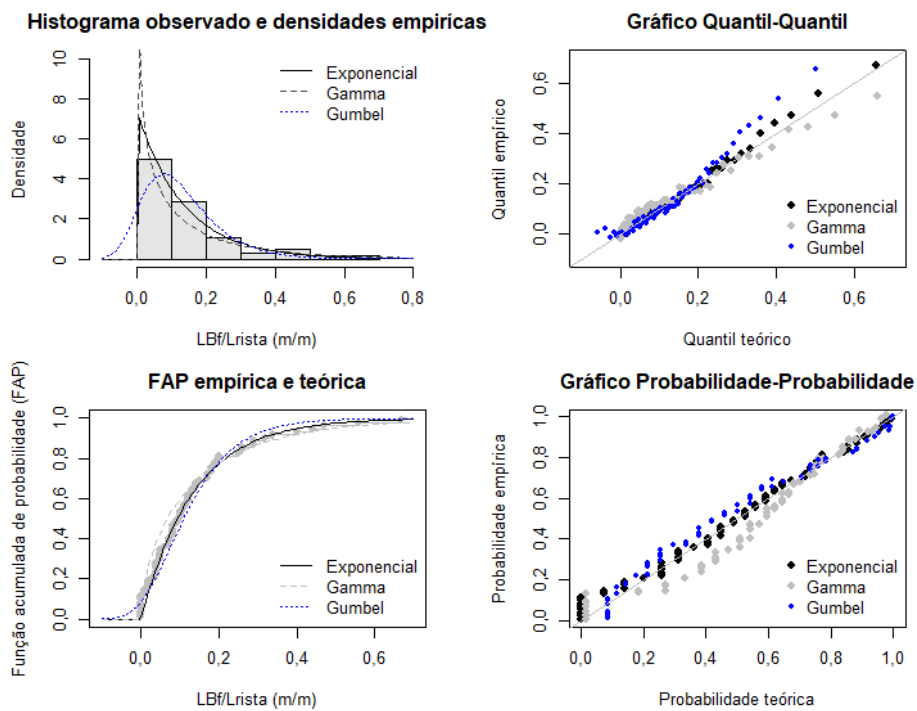 Histograma observado e densidades empirícas
Densidade
0
2
4
6
8
10
Exponencial
Gamma
Gumbel
0,0 0,2 0,4 0,6 0,8
LBf/Lrista (m/m)
Gráfico Quantil-Quantil
Quantil empírico
0,0
0,2
0,6
Exponencial
Gamma
Gumbel
0,0 0,2 0,4 0,6
Quantil teórico
FAP empírica e teórica
Função acumulada de probabilidade (FAP)
0,0
0,2
0,4
0,6
0,8
1,0
Exponencial
Gamma
Gumbel
0,0 0,2 0,4 0,6
LBf/Lrista (m/m)
Gráfico Probabilidade-Probabilidade
Probabilidade empírica
0,0
0,2
0,4
0,6
0,8
1,0
Exponencial
Gamma
Gumbel
0,0 0,2 0,4 0,6 0,8 1,0
Probabilidade teórica